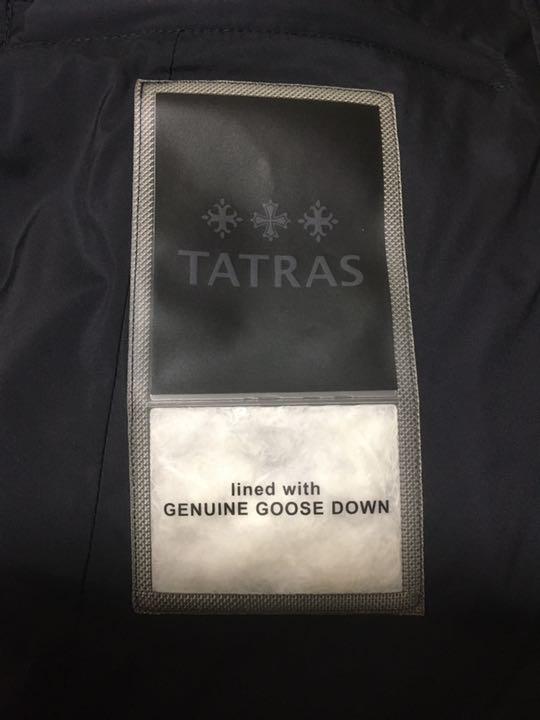 TATRAS
lined with
GENUINE GOOSE DOWN